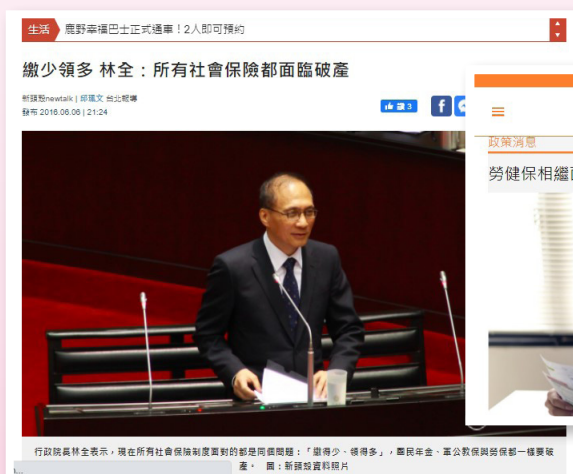 生活 鹿野幸福巴士正式通車！2人即可預約
繳少領多 林全：所有社會保險都面臨破產
新頭殼newtalk | 邱珮文 台北報導
發布 2016.06.06 | 21:24
讚 3
政策消息
勞健保相繼
行政院長林全表示，現在所有社會保險制度面對的都是同個問題：「繳得少、領得多」，國民年金、軍公教保與勞保都一樣要破
產。 圖：新頭殼資料照片